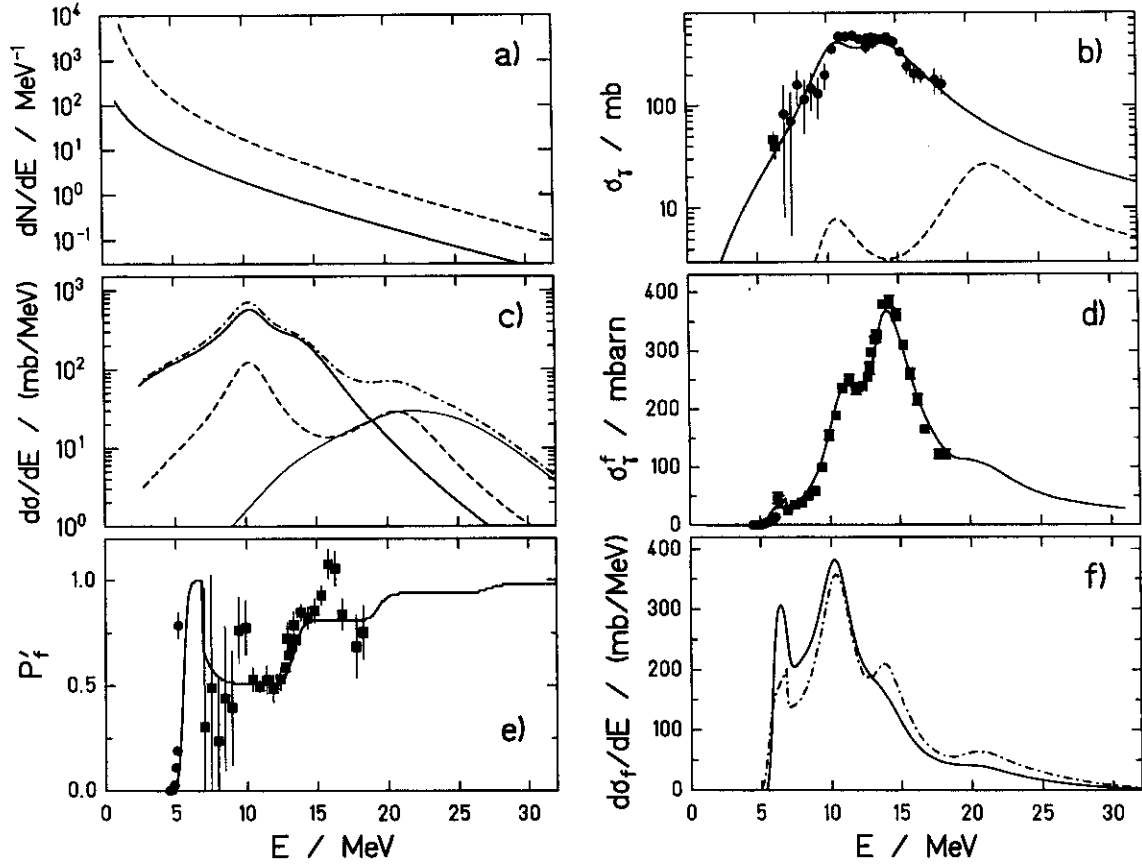 a)
dN/dE / MeV⁻¹
10⁴
10³
10²
10¹
10⁰
10⁻¹
b)
σγ / mb
100
10
c)
dσ/dE / (mb/MeV)
10³
10²
10¹
10⁰
d)
σγᶠ / mbarn
400
300
200
100
0
e)
P'f
1.0
0.5
0.0
0 5 10 15 20 25 30
E / MeV
f)
dσf/dE / (mb/MeV)
400
300
200
100
0
0 5 10 15 20 25 30
E / MeV